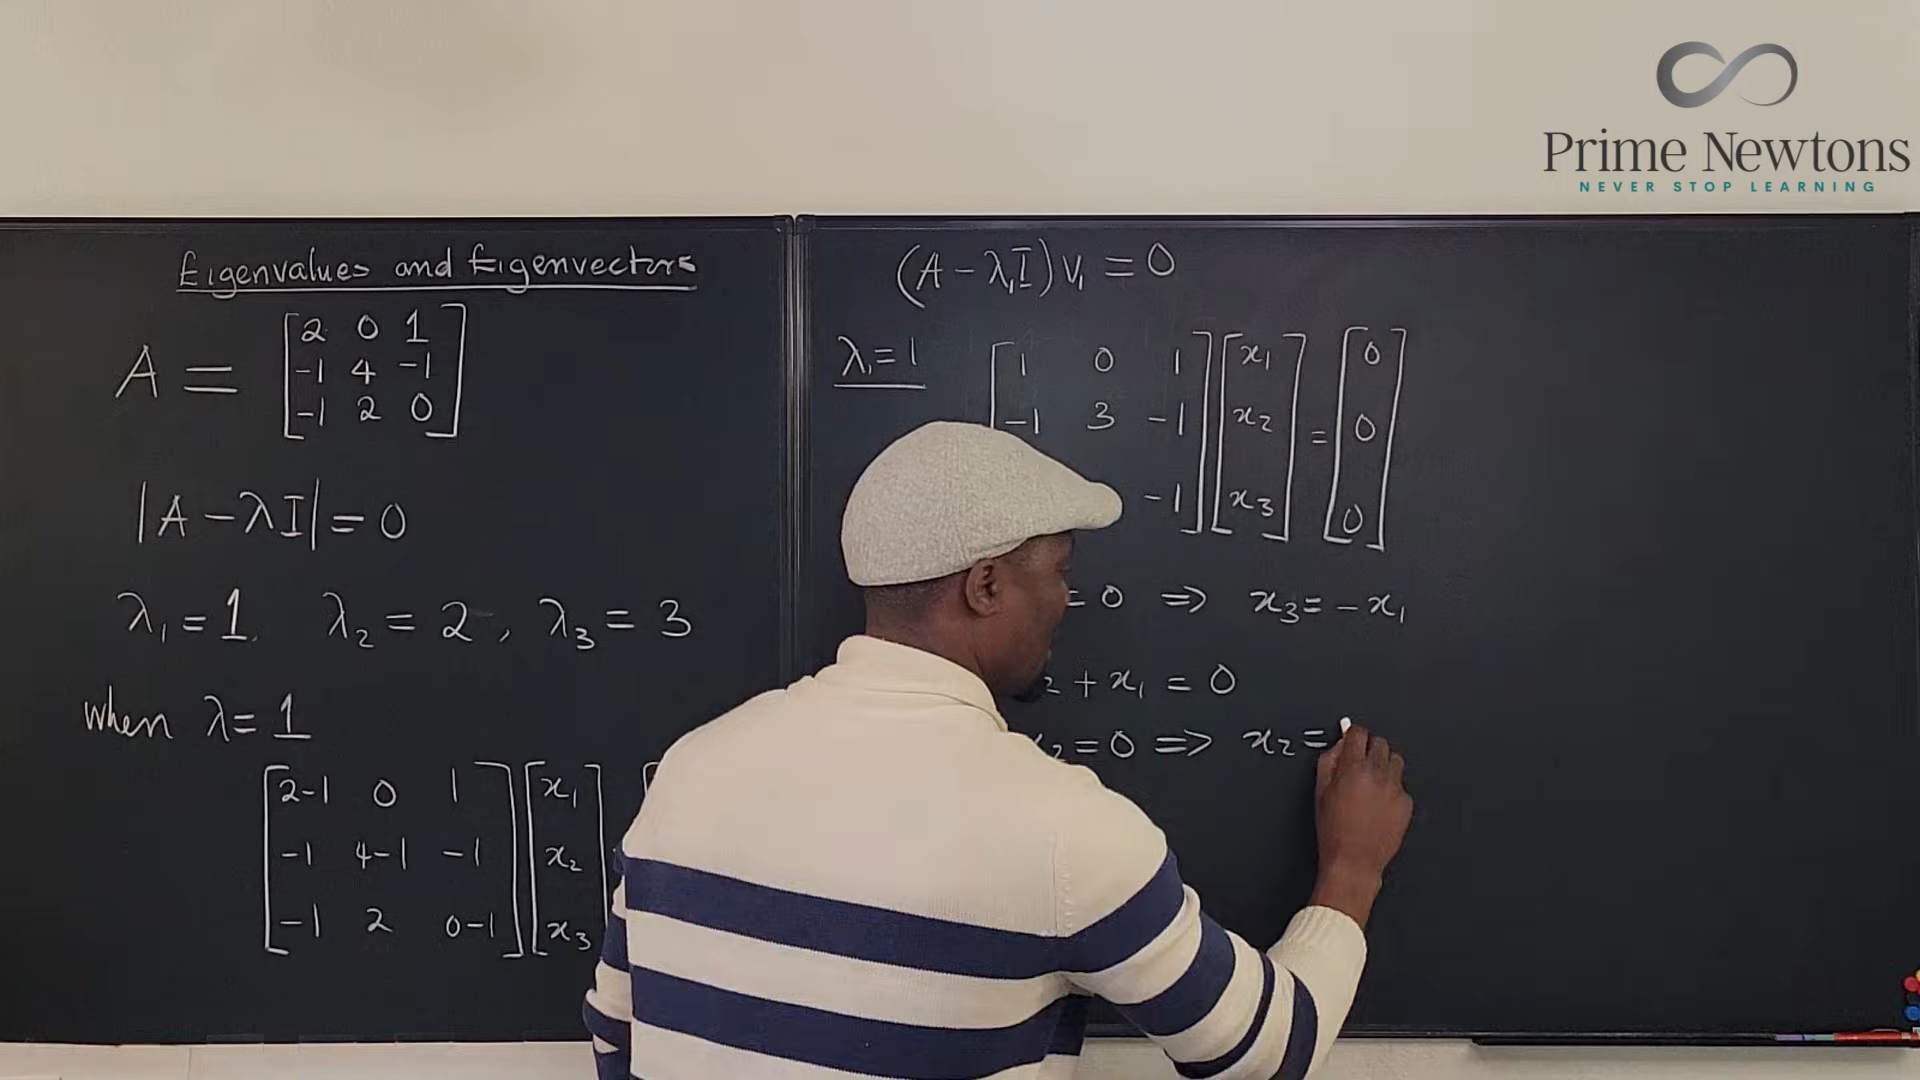 Prime Newtons
NEVER STOP LEARNING
Eigenvalues and Eigenvectors
A = [2 0 1
-1 4 -1
-1 2 0]
|A - λI| = 0
λ₁ = 1, λ₂ = 2, λ₃ = 3
when λ = 1
[2-1 0 1] [x₁]
[-1 4-1 -1] [x₂]
[-1 2 0-1] [x₃]
(A - λ₁I)v₁ = 0
λ₁ = 1
[1 0 1] [x₁] [0]
[-1 3 -1] [x₂] = [0]
-1] [x₃] [0]
= 0 ⇒ x₃ = -x₁
₂ + x₁ = 0
x₂ = 0 ⇒ x₂ =